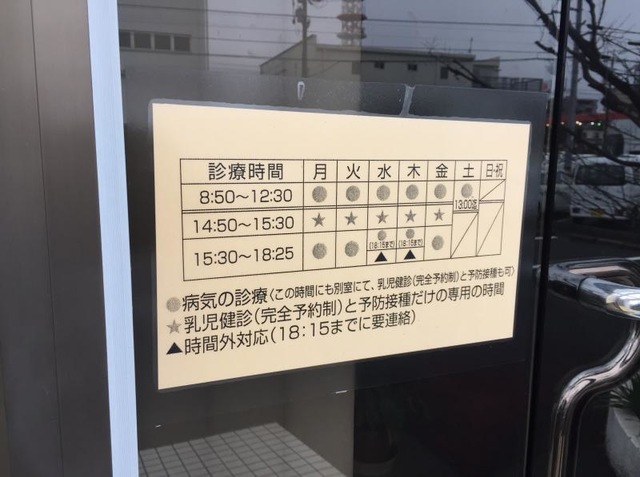 診療時間 月 火 水 木 金 土 日・祝
8:50〜12:30 ● ● ● ● ● ● 13:00迄
14:50〜15:30 ★ ★ ★ ★ ★
15:30〜18:25 ● ● ●(18:15まで)▲ ●(18:15まで)▲ ●
●病気の診療〈この時間にも別室にて、乳児健診(完全予約制)と予防接種も可〉
★乳児健診(完全予約制)と予防接種だけの専用の時間
▲時間外対応(18:15までに要連絡)